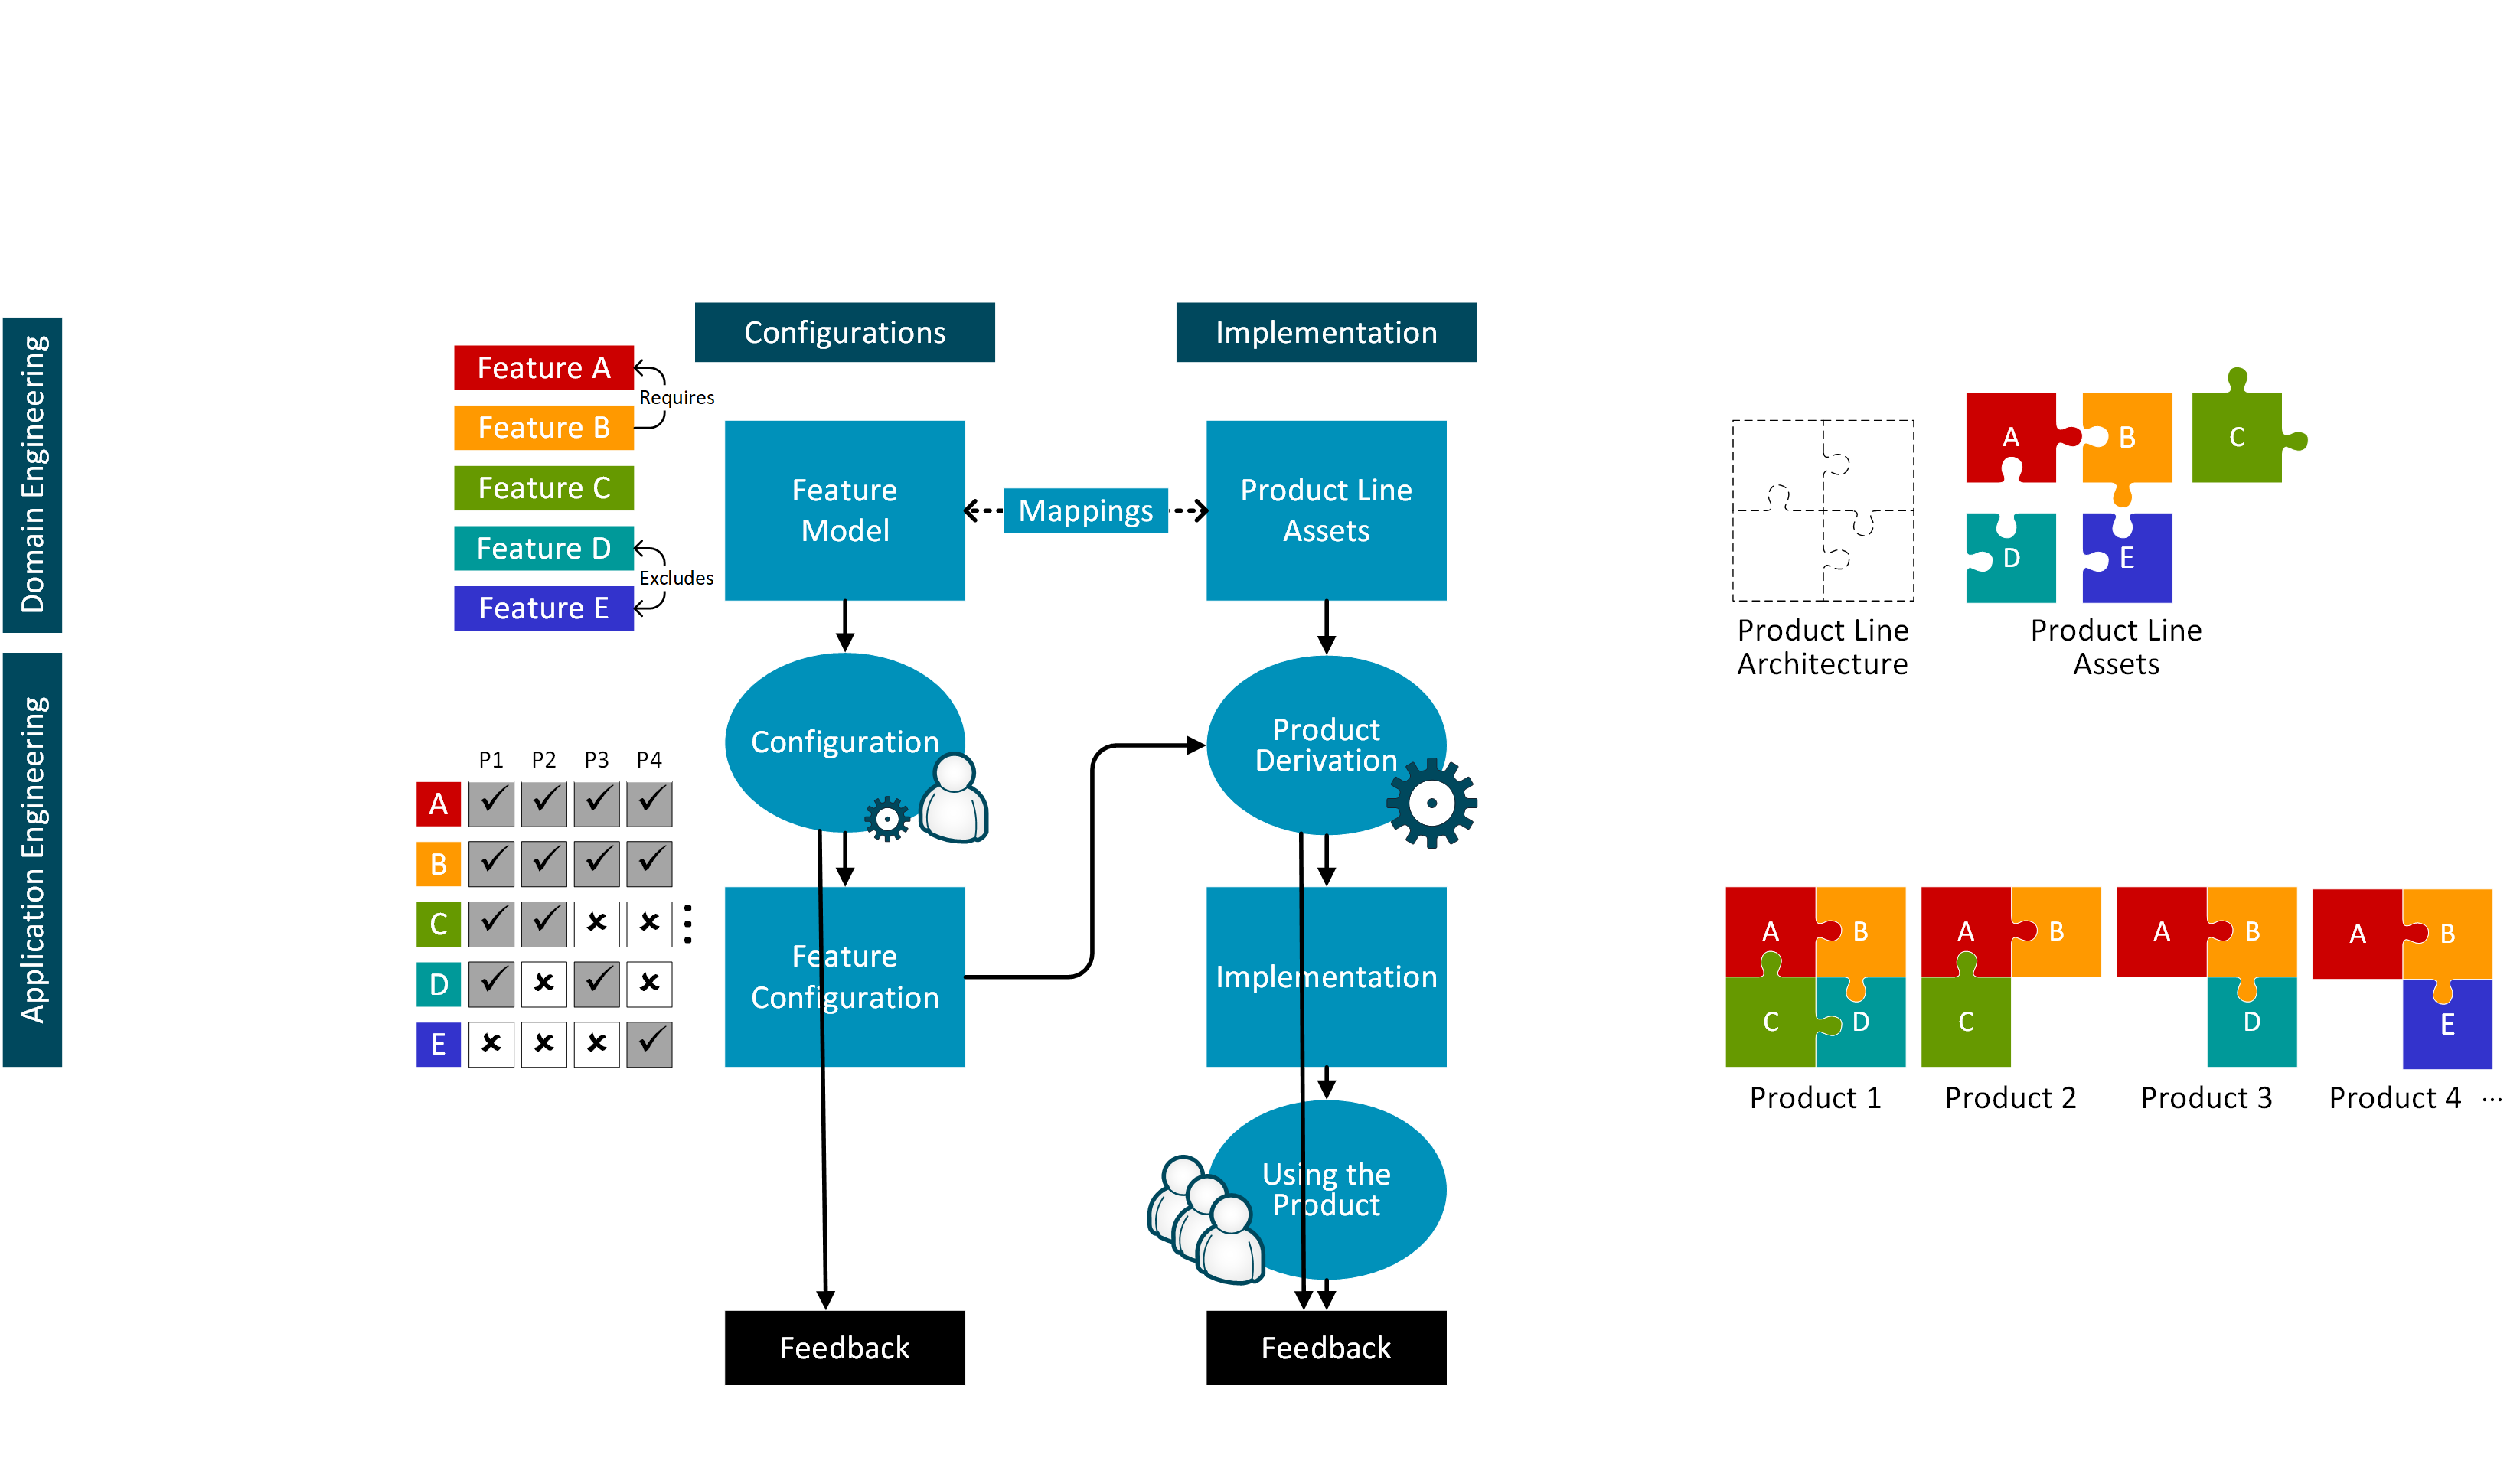 Domain Engineering
Application Engineering
Configurations
Implementation
Feature A
Requires
Feature B
Feature C
Feature D
Excludes
Feature E
Feature
Model
Mappings
Product Line
Assets
A
B
C
D
E
Product Line
Architecture
Product Line
Assets
Configuration
Product
Derivation
P1 P2 P3 P4
A
B
C
D
E
Feature
Configuration
Implementation
A B
C D
Product 1
A B
C
Product 2
A B
D
Product 3
A B
E
Product 4 ...
Using the
Product
Feedback
Feedback